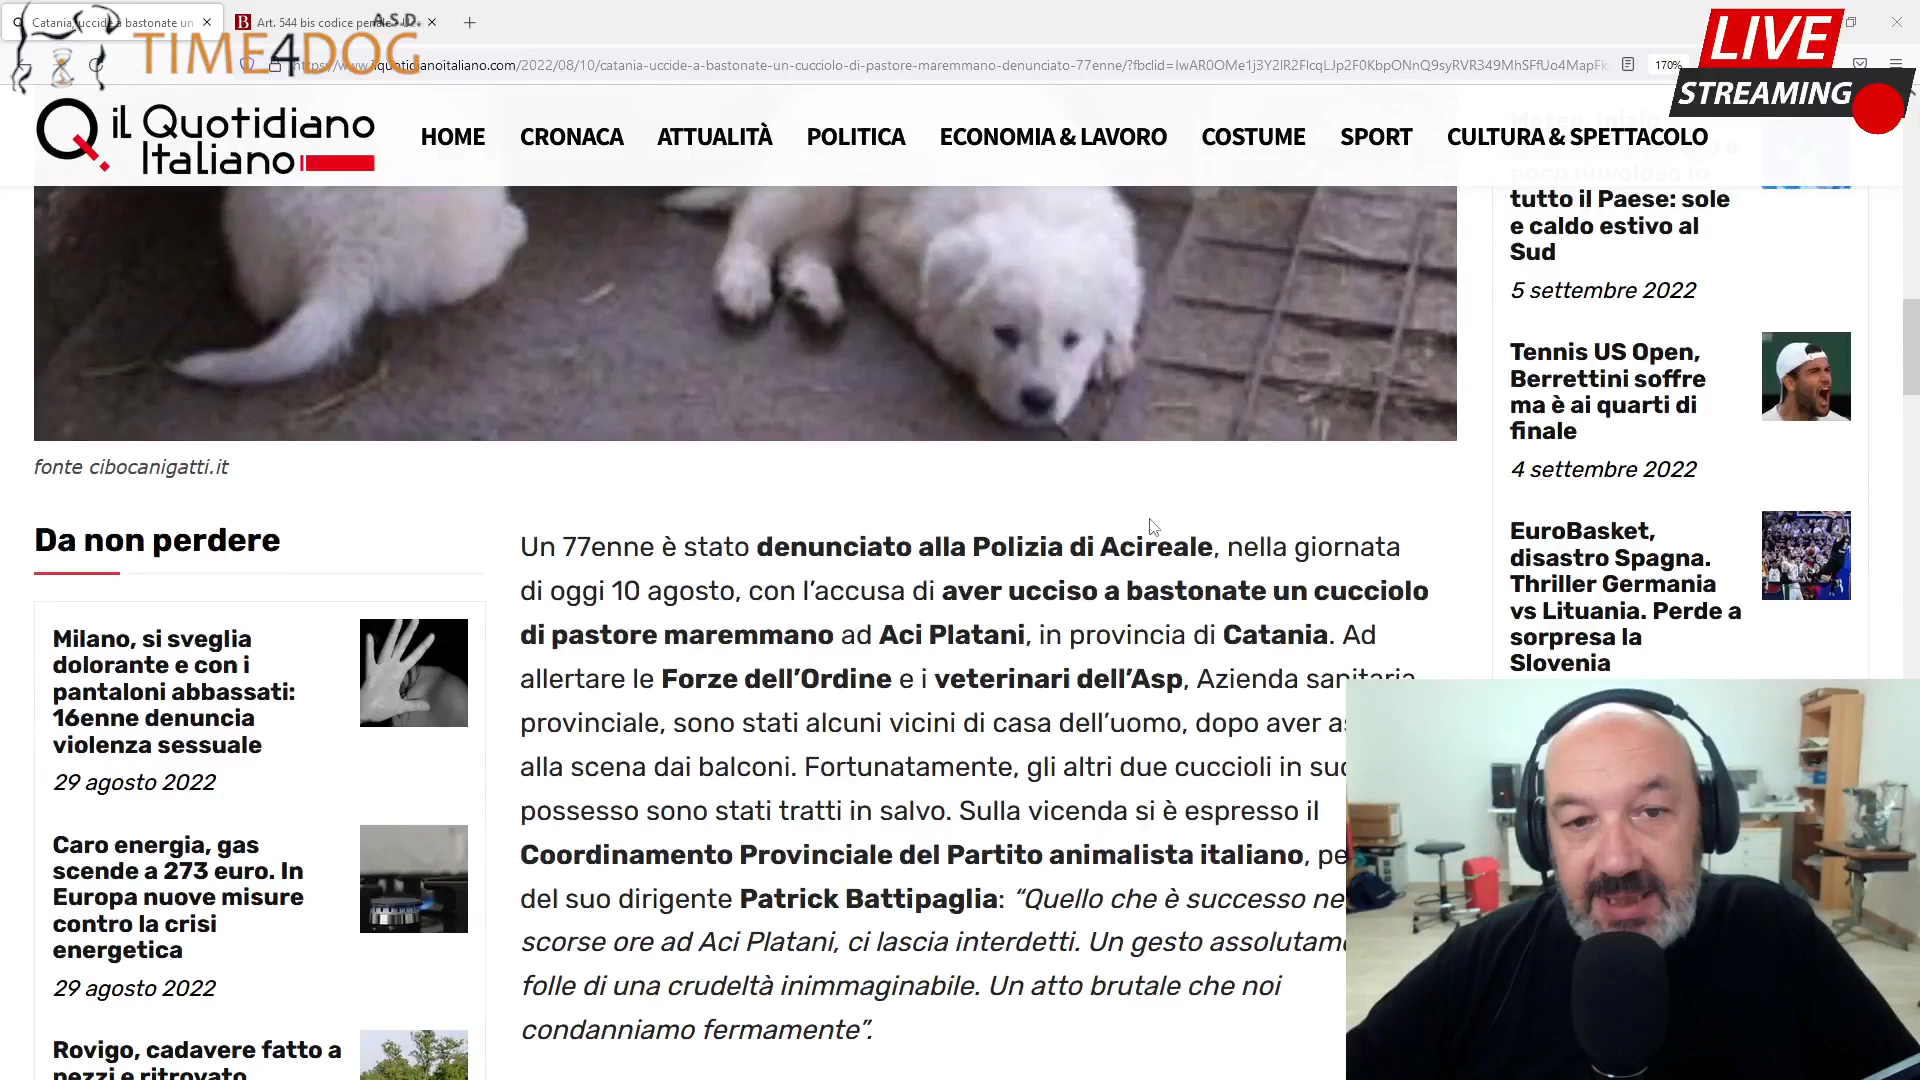 Catania, uccide a bastonate un
Art. 544 bis codice penale
A.S.D.
TIME4DOG
LIVE
STREAMING
170%
il Quotidiano
Italiano
HOME CRONACA ATTUALITÀ POLITICA ECONOMIA & LAVORO COSTUME SPORT CULTURA & SPETTACOLO
tutto il Paese: sole
e caldo estivo al
Sud
5 settembre 2022
Tennis US Open,
Berrettini soffre
ma è ai quarti di
finale
4 settembre 2022
EuroBasket,
disastro Spagna.
Thriller Germania
vs Lituania. Perde a
sorpresa la
Slovenia
fonte cibocanigatti.it
Da non perdere
Milano, si sveglia
dolorante e con i
pantaloni abbassati:
16enne denuncia
violenza sessuale
29 agosto 2022
Caro energia, gas
scende a 273 euro. In
Europa nuove misure
contro la crisi
energetica
29 agosto 2022
Rovigo, cadavere fatto a
pezzi e ritrovato
Un 77enne è stato denunciato alla Polizia di Acireale, nella giornata
di oggi 10 agosto, con l’accusa di aver ucciso a bastonate un cucciolo
di pastore maremmano ad Aci Platani, in provincia di Catania. Ad
allertare le Forze dell’Ordine e i veterinari dell’Asp, Azienda sanitaria
provinciale, sono stati alcuni vicini di casa dell’uomo, dopo aver
alla scena dai balconi. Fortunatamente, gli altri due cuccioli in
possesso sono stati tratti in salvo. Sulla vicenda si è espresso il
Coordinamento Provinciale del Partito animalista italiano,
del suo dirigente Patrick Battipaglia: “Quello che è successo
scorse ore ad Aci Platani, ci lascia interdetti. Un gesto
folle di una crudeltà inimmaginabile. Un atto brutale che noi
condanniamo fermamente”.